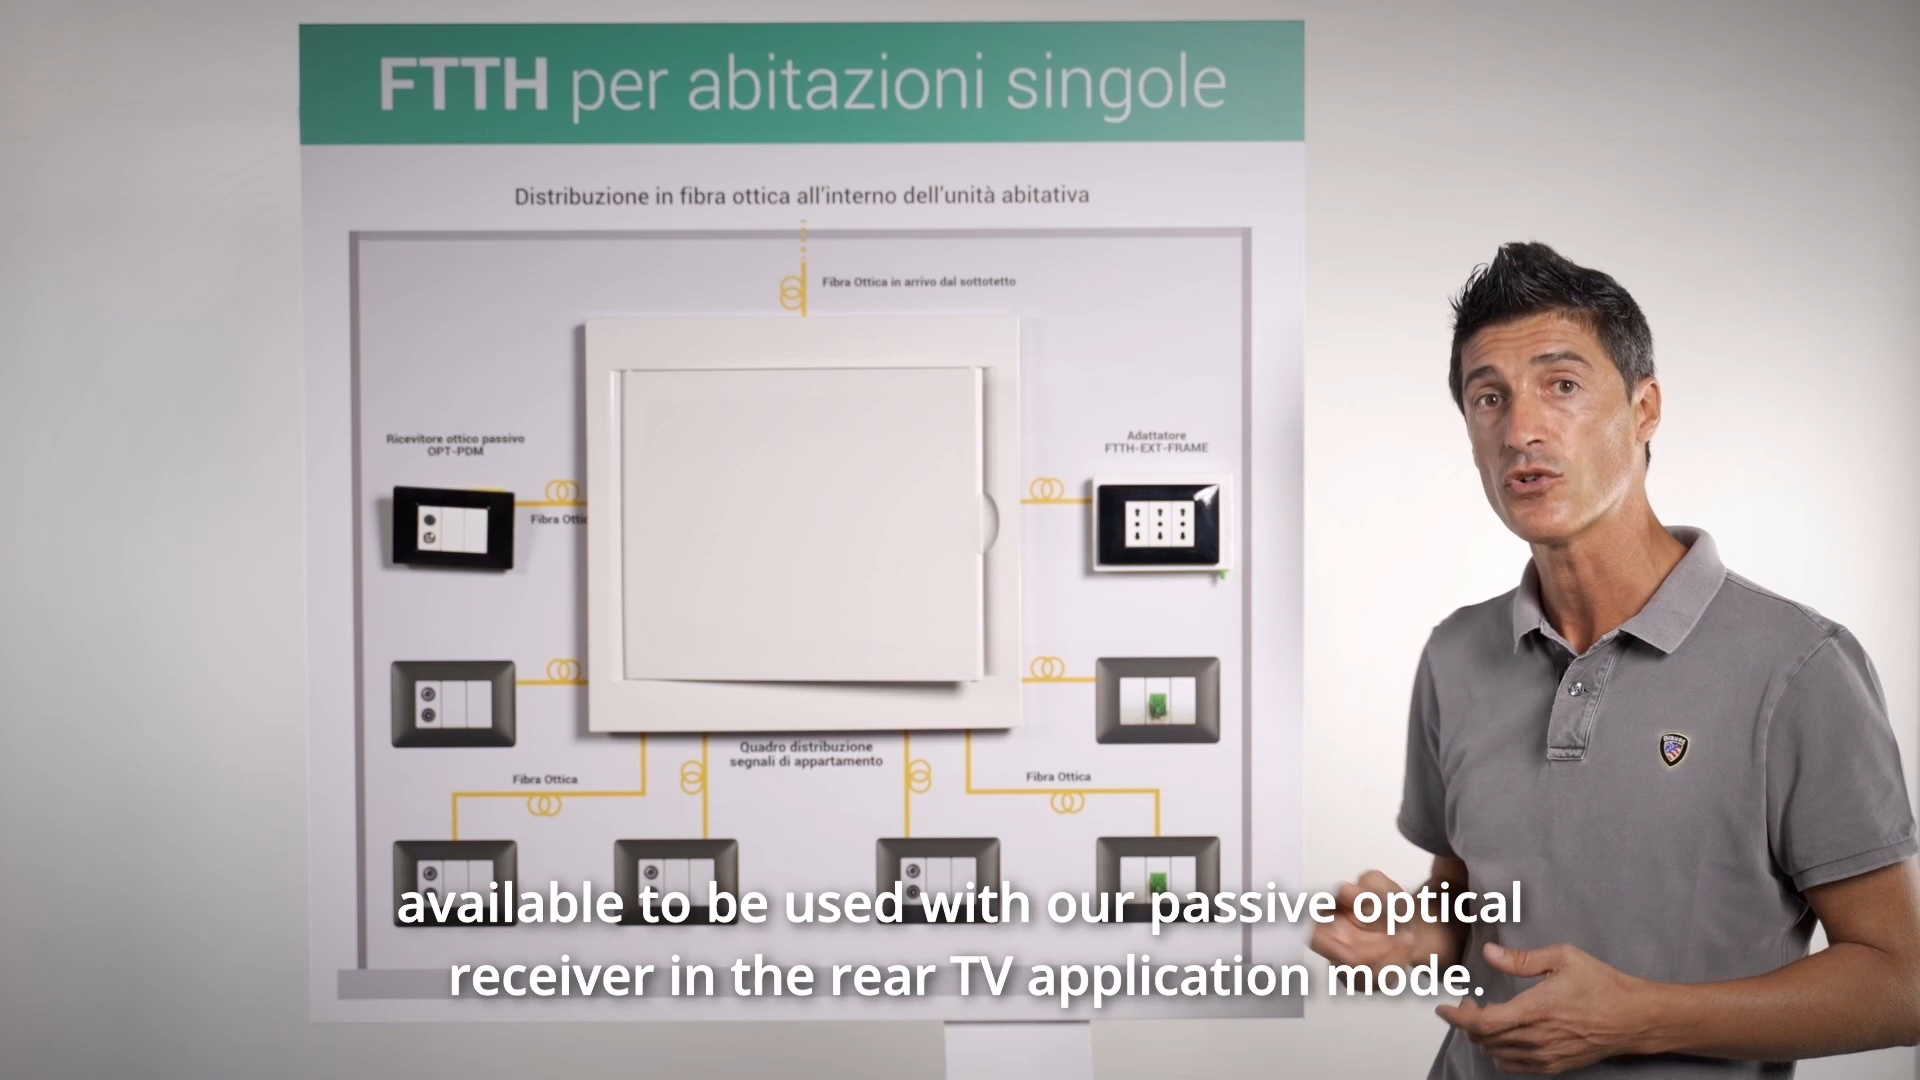 FTTH per abitazioni singole
Distribuzione in fibra ottica all'interno dell'unità abitativa
Fibra Ottica in arrivo dal sottotetto
Ricevitore ottico passivo
OPT-PDM
Adattatore
FTTH-EXT-FRAME
Fibra Ottic
Quadro distribuzione
segnali di appartamento
Fibra Ottica
Fibra Ottica
available to be used with our passive optical
receiver in the rear TV application mode.